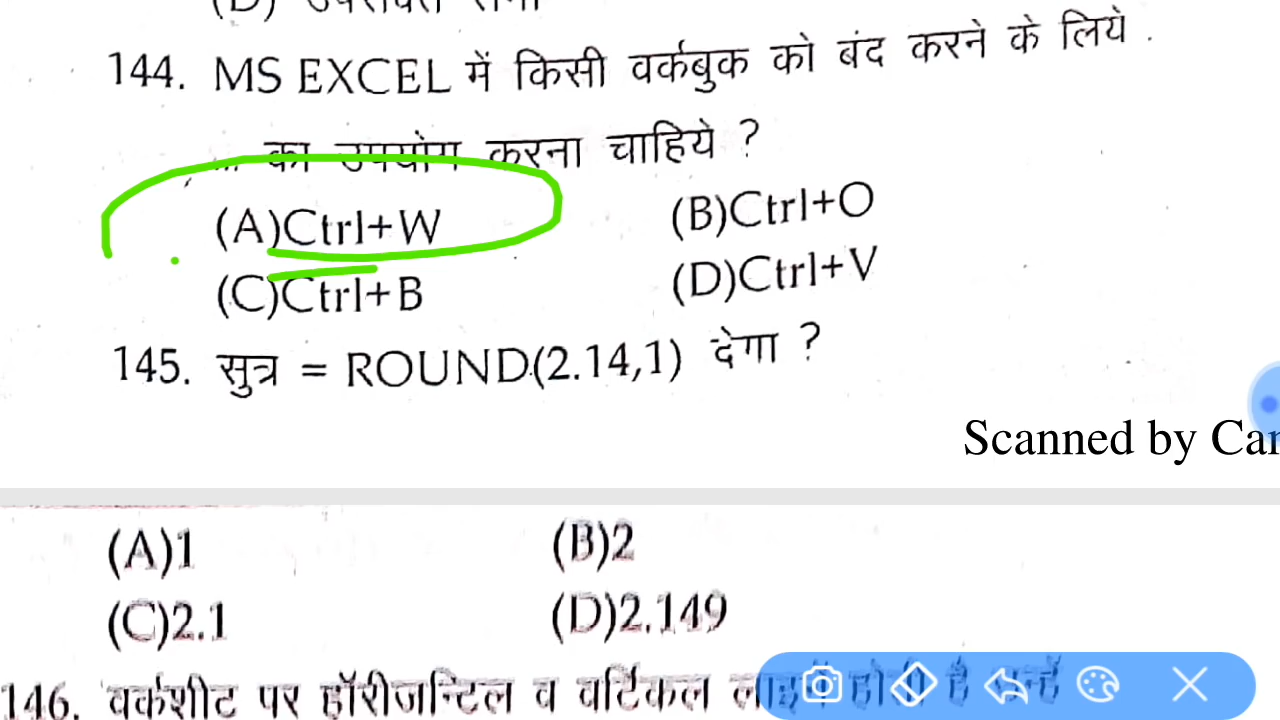 144. MS EXCEL में किसी वर्कबुक को बंद करने के लिये .
... का उपयोग करना चाहिये ?
(A)Ctrl+W (B)Ctrl+O
(C)Ctrl+B (D)Ctrl+V
145. सुत्र = ROUND(2.14,1) देगा ?
Scanned by
(A)1 (B)2
(C)2.1 (D)2.149
146. वर्कशीट पर हॉरीजन्टिल व वर्टिकल